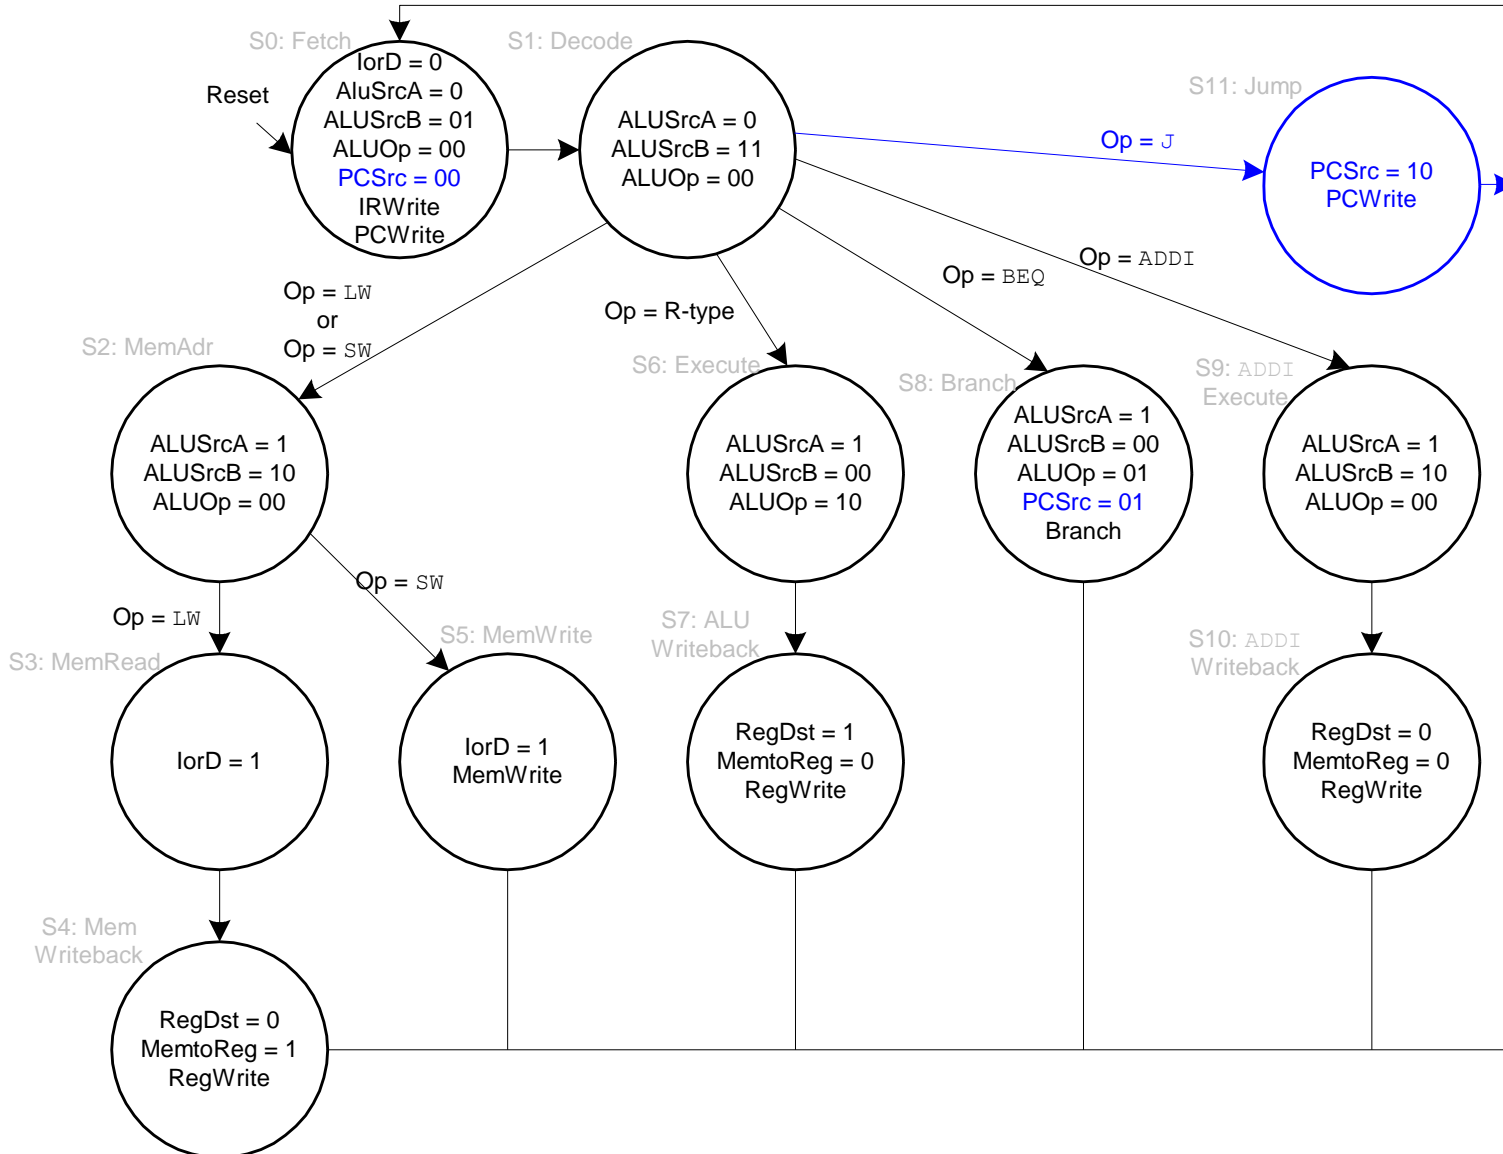 S0: Fetch
S1: Decode
Reset
IorD = 0
AluSrcA = 0
ALUSrcB = 01
ALUOp = 00
PCSrc = 00
IRWrite
PCWrite
ALUSrcA = 0
ALUSrcB = 11
ALUOp = 00
S11: Jump
Op = J
PCSrc = 10
PCWrite
Op = LW
or
Op = SW
Op = R-type
Op = BEQ
Op = ADDI
S2: MemAdr
ALUSrcA = 1
ALUSrcB = 10
ALUOp = 00
S6: Execute
ALUSrcA = 1
ALUSrcB = 00
ALUOp = 10
S8: Branch
ALUSrcA = 1
ALUSrcB = 00
ALUOp = 01
PCSrc = 01
Branch
S9: ADDI
Execute
ALUSrcA = 1
ALUSrcB = 10
ALUOp = 00
Op = LW
Op = SW
S3: MemRead
IorD = 1
S5: MemWrite
IorD = 1
MemWrite
S7: ALU
Writeback
RegDst = 1
MemtoReg = 0
RegWrite
S10: ADDI
Writeback
RegDst = 0
MemtoReg = 0
RegWrite
S4: Mem
Writeback
RegDst = 0
MemtoReg = 1
RegWrite